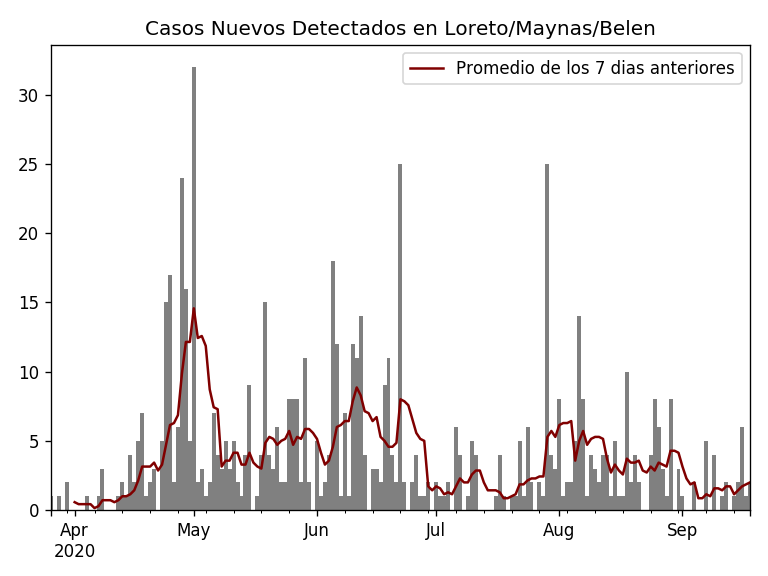 Casos Nuevos Detectados en Loreto/Maynas/Belen
Promedio de los 7 dias anteriores
30
25
20
15
10
5
0
Apr May Jun Jul Aug Sep
2020